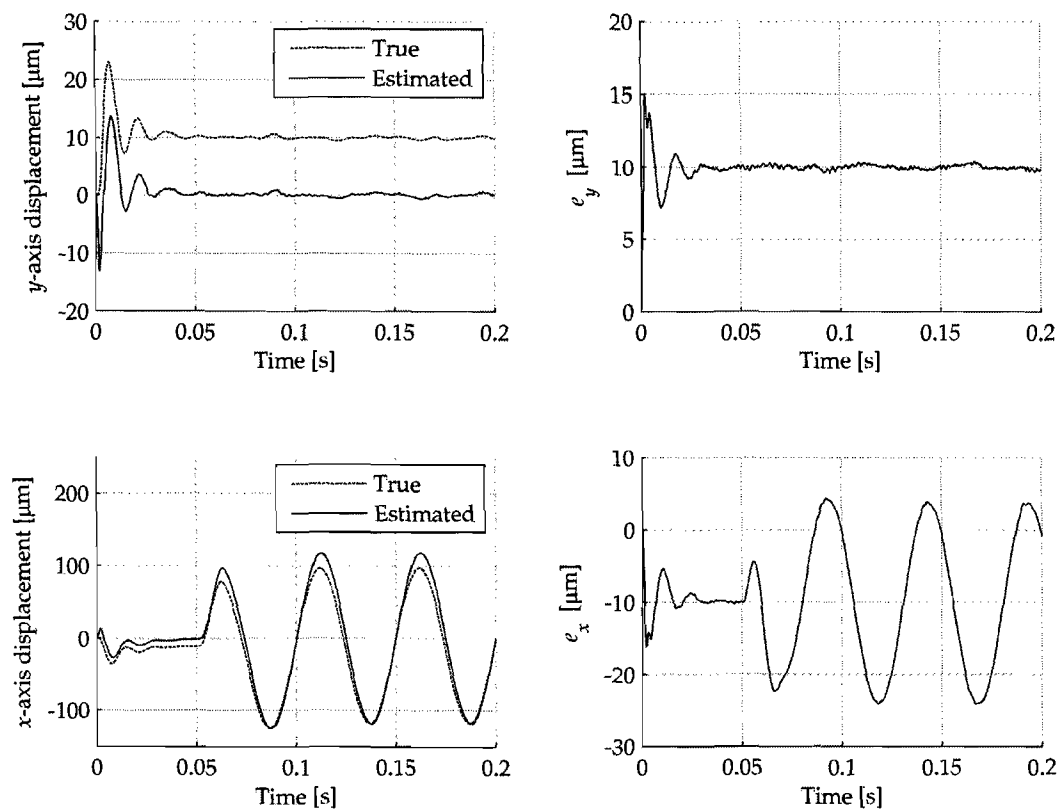 30
20
10
0
-10
-20
y-axis displacement [μm]
True
Estimated
0 0.05 0.1 0.15 0.2
Time [s]
20
15
10
5
0
e_y [μm]
0 0.05 0.1 0.15 0.2
Time [s]
200
100
0
-100
x-axis displacement [μm]
True
Estimated
0 0.05 0.1 0.15 0.2
Time [s]
10
0
-10
-20
-30
e_x [μm]
0 0.05 0.1 0.15 0.2
Time [s]